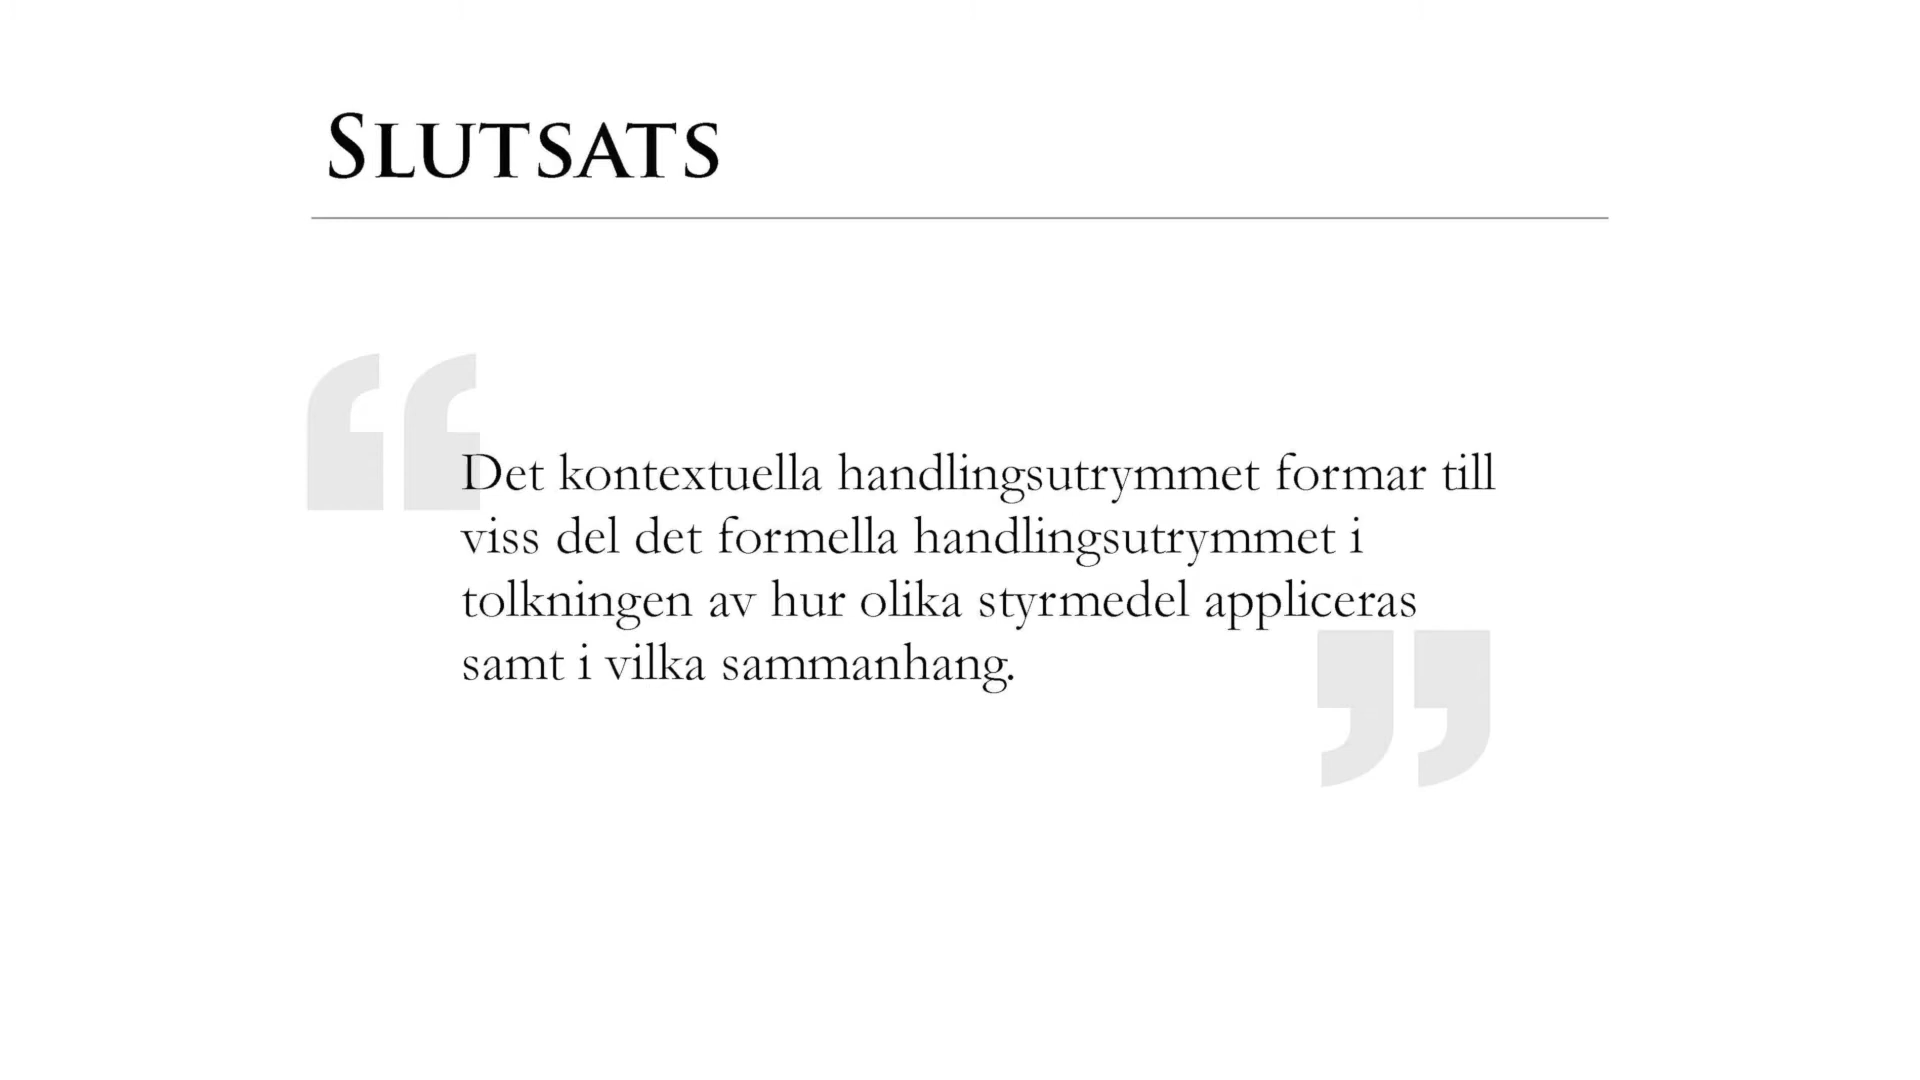 SLUTSATS
“
Det kontextuella handlingsutrymmet formar till
viss del det formella handlingsutrymmet i
tolkningen av hur olika styrmedel appliceras
samt i vilka sammanhang.
”